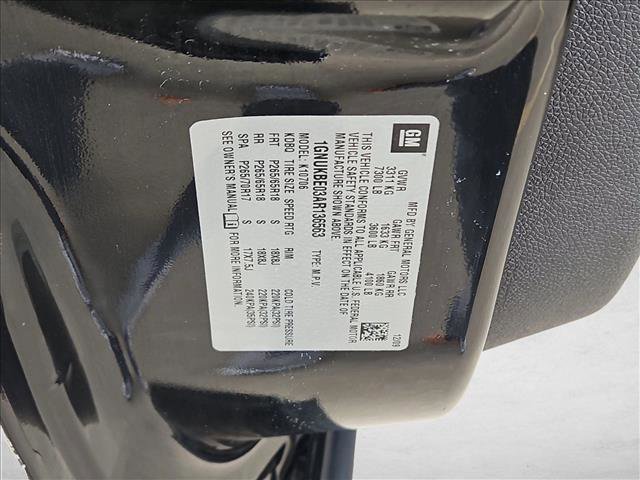 GM
MFD BY GENERAL MOTORS LLC
12/09
GVWR GAWR FRT GAWR RR
3311 KG 1633 KG 1860 KG
7300 LB 3600 LB 4100 LB
THIS VEHICLE CONFORMS TO ALL APPLICABLE U.S. FEDERAL MOTOR
VEHICLE SAFETY STANDARDS IN EFFECT ON THE DATE OF
MANUFACTURE SHOWN ABOVE.
1GNUKBE08AR136563 TYPE: M.P.V.
MODEL: K10706
KOBO TIRE SIZE SPEED RTG RIM COLD TIRE PRESSURE
FRT P265/65R18 S 18X8J 220KPA(32PSI)
RR P265/65R18 S 18X8J 220KPA(32PSI)
SPA P265/70R17 S 17X7.5J 240KPA(35PSI)
SEE OWNER'S MANUAL i FOR MORE INFORMATION.